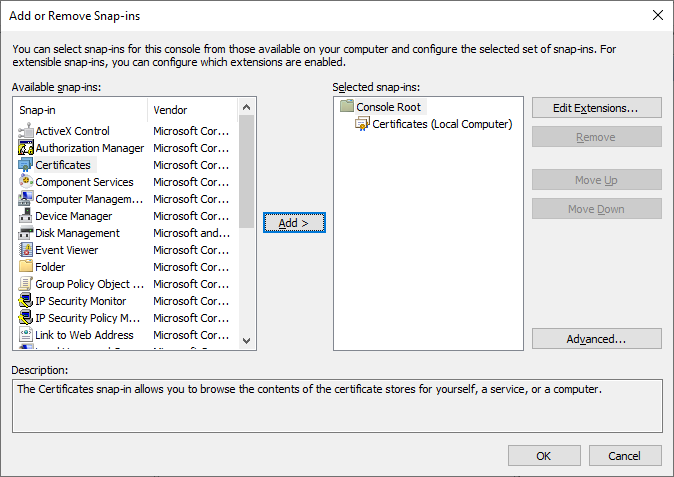 Add or Remove Snap-ins
You can select snap-ins for this console from those available on your computer and configure the selected set of snap-ins. For
extensible snap-ins, you can configure which extensions are enabled.
Available snap-ins:
Snap-in Vendor
ActiveX Control Microsoft Cor...
Authorization Manager Microsoft Cor...
Certificates Microsoft Cor...
Component Services Microsoft Cor...
Computer Managem... Microsoft Cor...
Device Manager Microsoft Cor...
Disk Management Microsoft and...
Event Viewer Microsoft Cor...
Folder Microsoft Cor...
Group Policy Object ... Microsoft Cor...
IP Security Monitor Microsoft Cor...
IP Security Policy M... Microsoft Cor...
Link to Web Address Microsoft Cor...
Add >
Selected snap-ins:
Console Root
Certificates (Local Computer)
Edit Extensions...
Remove
Move Up
Move Down
Advanced...
Description:
The Certificates snap-in allows you to browse the contents of the certificate stores for yourself, a service, or a computer.
OK Cancel